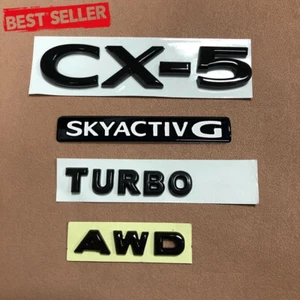 BEST SELLER
CX-5
SKYACTIV G
TURBO
AWD